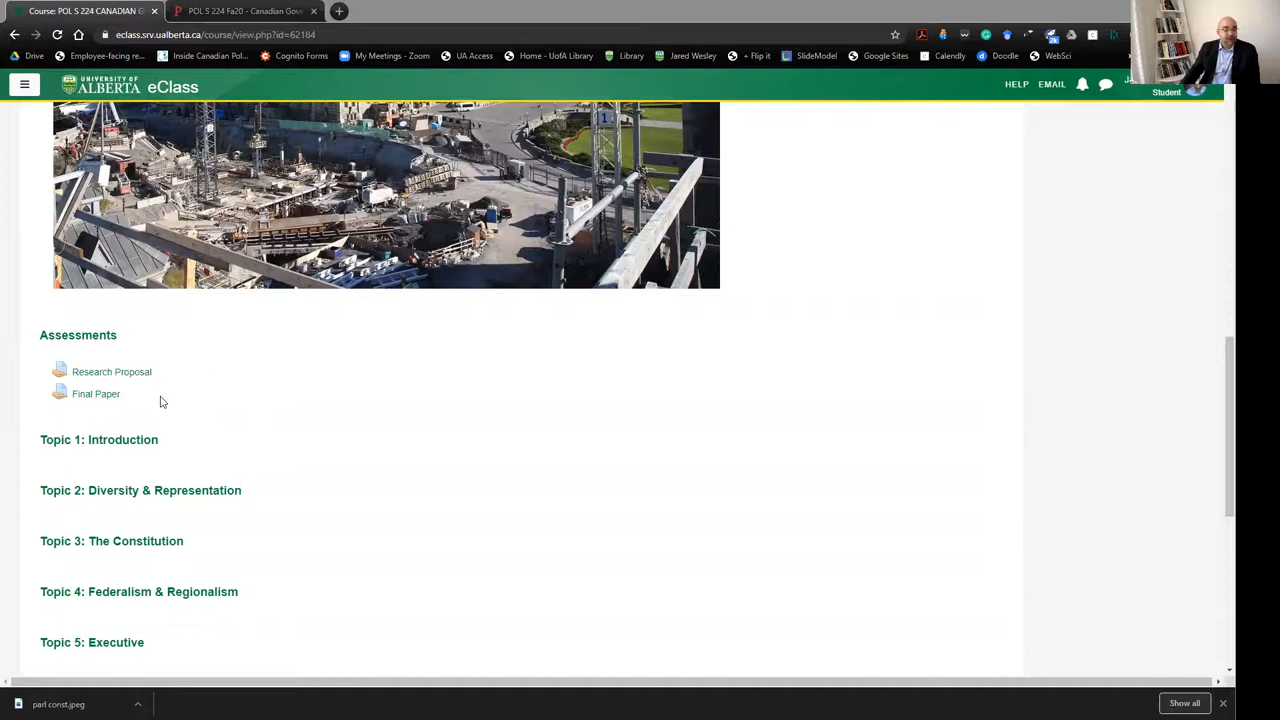 Course: POL S 224 CANADIAN G
POL S 224 Fa20 - Canadian Gove
eclass.srv.ualberta.ca/course/view.php?id=62184
Drive
Employee-facing re...
Inside Canadian Pol...
Cognito Forms
My Meetings - Zoom
UA Access
Home - UofA Library
Library
Jared Wesley
+ Flip it
SlideModel
Google Sites
Calendly
Doodle
WebSci
UNIVERSITY OF
ALBERTA eClass
HELP
EMAIL
Student
1
Assessments
Research Proposal
Final Paper
Topic 1: Introduction
Topic 2: Diversity & Representation
Topic 3: The Constitution
Topic 4: Federalism & Regionalism
Topic 5: Executive
parl const.jpeg
Show all